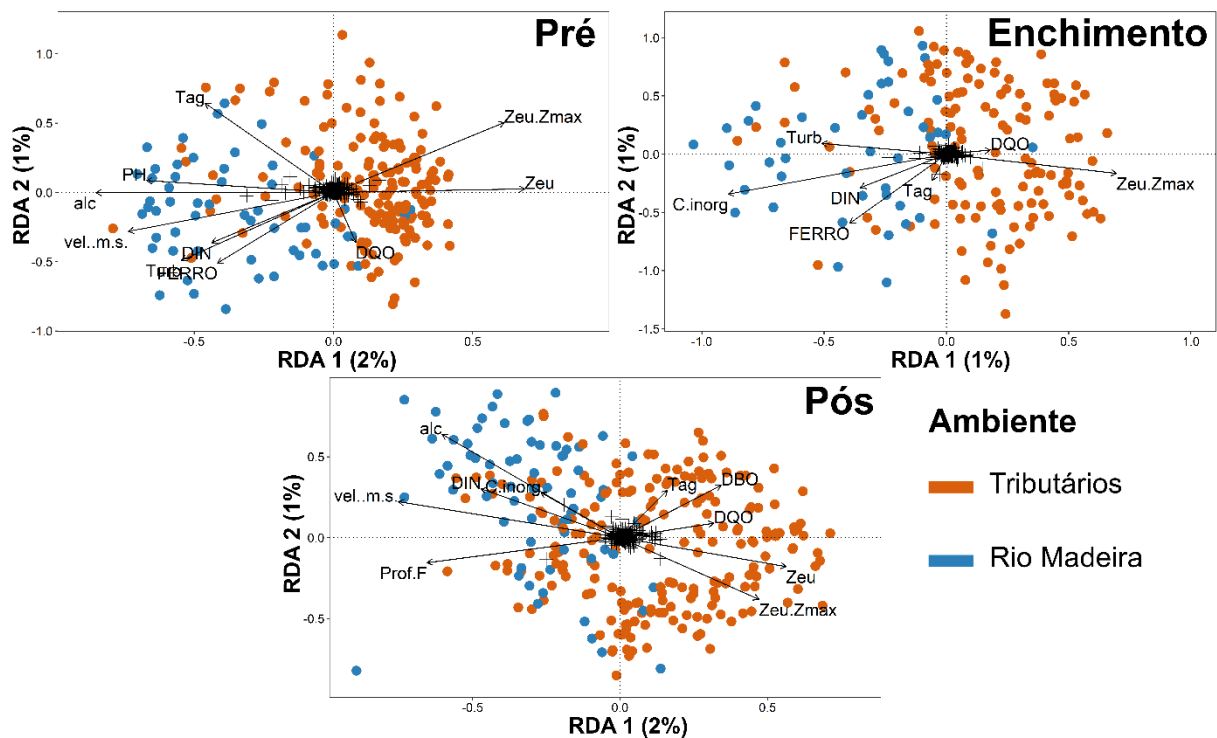 Pré
1.0
0.5
0.0
-0.5
-1.0
RDA 2 (1%)
Tag
Zeu.Zmax
PH
Zeu
alc
vel..m.s.
DIN
DQO
Turb
FERRO
-0.5
0.0
0.5
RDA 1 (2%)
Enchimento
1.0
0.5
0.0
-0.5
-1.0
-1.5
RDA 2 (1%)
Turb
DQO
Zeu.Zmax
DIN
Tag
C.inorg
FERRO
-1.0
-0.5
0.0
0.5
1.0
RDA 1 (1%)
Pós
0.5
0.0
-0.5
RDA 2 (1%)
alc
DIN
C.inorg
Tag
DBO
vel..m.s.
DQO
Prof.F
Zeu
Zeu.Zmax
-0.5
0.0
0.5
RDA 1 (2%)
Ambiente
Tributários
Rio Madeira